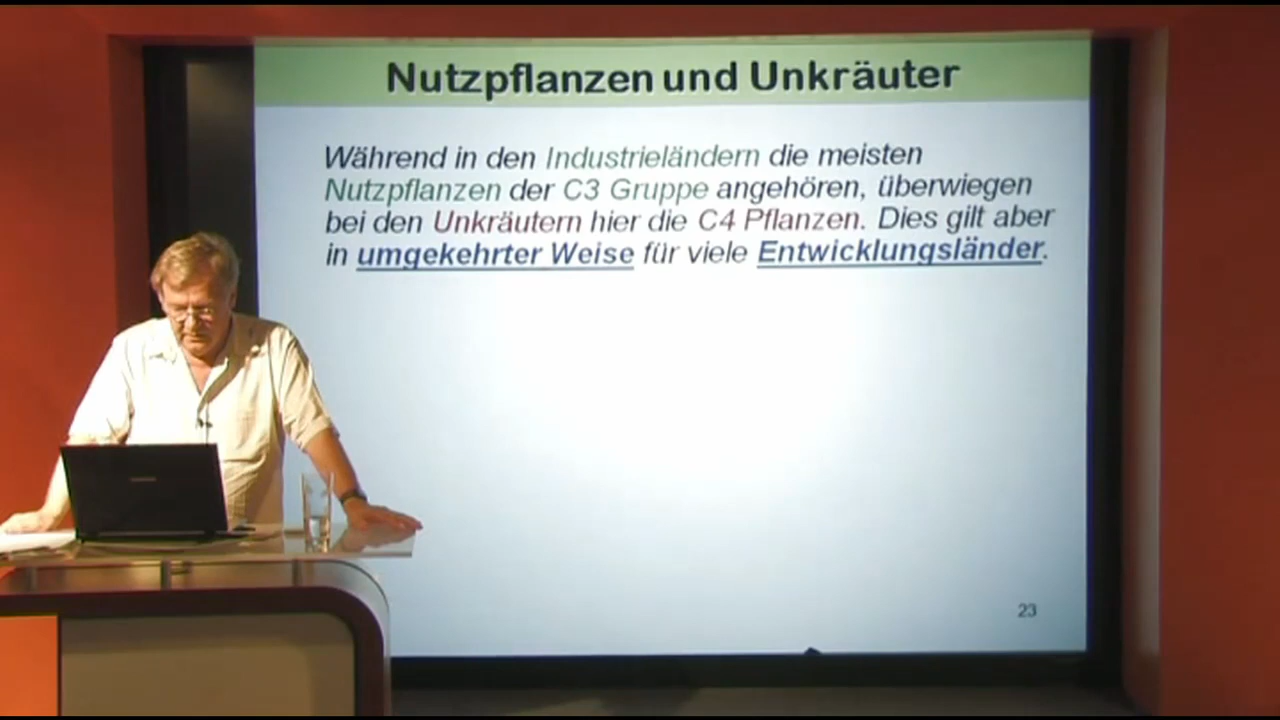 Nutzpflanzen und Unkräuter
Während in den Industrieländern die meisten
Nutzpflanzen der C3 Gruppe angehören, überwiegen
bei den Unkräutern hier die C4 Pflanzen. Dies gilt aber
in umgekehrter Weise für viele Entwicklungsländer.
23